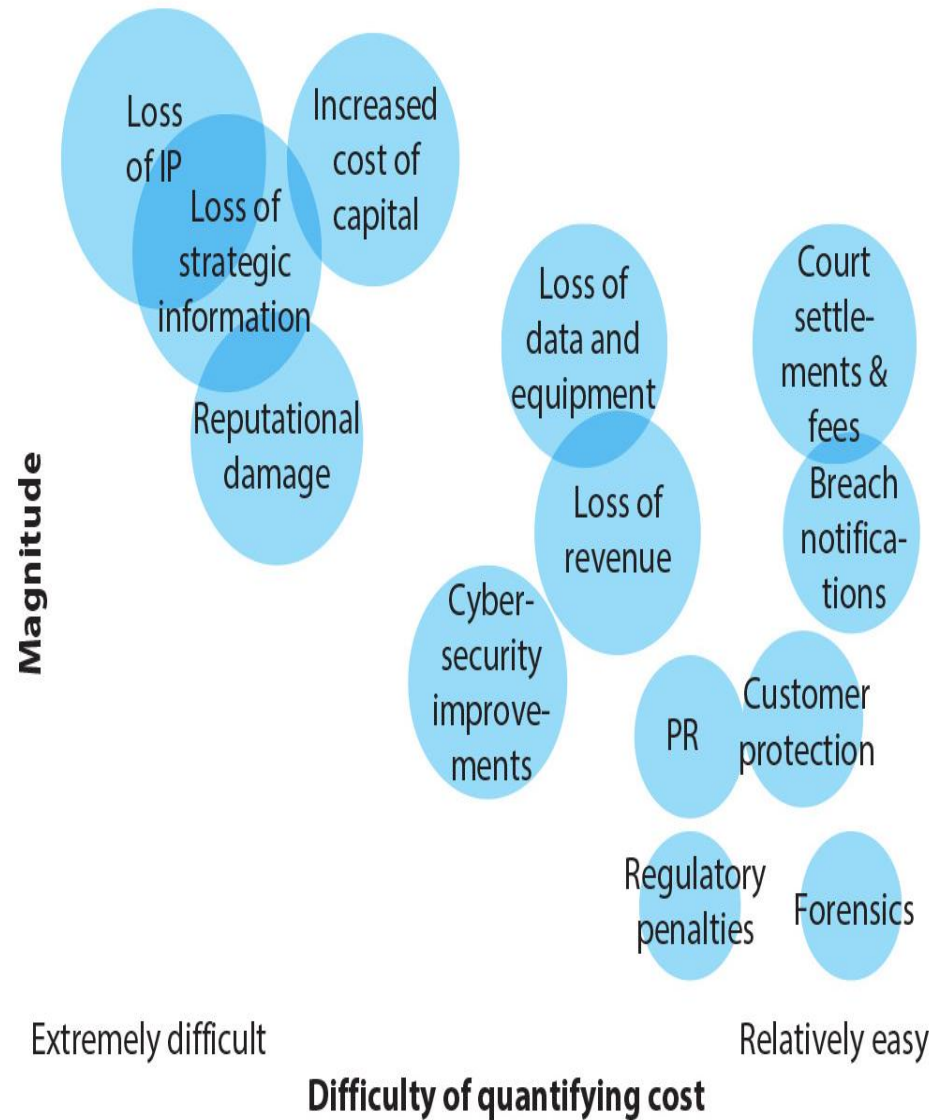 Loss
of IP
Increased
cost of
capital
Loss of
strategic
information
Reputational
damage
Loss of
data and
equipment
Court
settle-
ments &
fees
Loss of
revenue
Breach
notifica-
tions
Cyber-
security
improve-
ments
PR
Customer
protection
Regulatory
penalties
Forensics
Magnitude
Extremely difficult
Relatively easy
Difficulty of quantifying cost